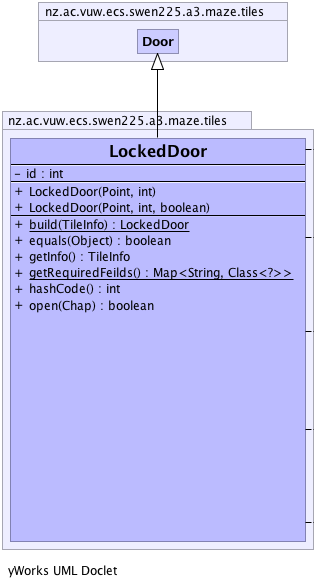 nz.ac.vuw.ecs.swen225.a3.maze.tiles
Door
nz.ac.vuw.ecs.swen225.a3.maze.tiles
LockedDoor
- id : int
+ LockedDoor(Point, int)
+ LockedDoor(Point, int, boolean)
+ build(TileInfo) : LockedDoor
+ equals(Object) : boolean
+ getInfo() : TileInfo
+ getRequiredFeilds() : Map<String, Class<?>>
+ hashCode() : int
+ open(Chap) : boolean
yWorks UML Doclet